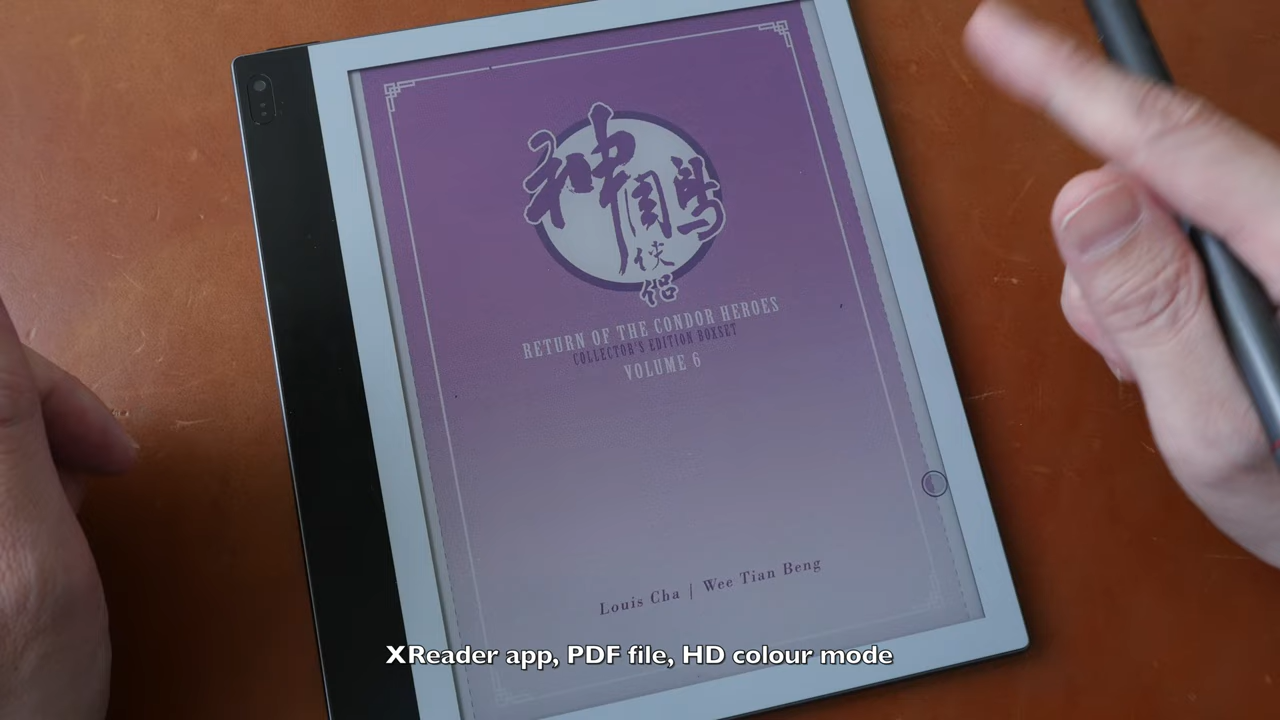 神鵰
俠
侶
RETURN OF THE CONDOR HEROES
COLLECTOR'S EDITION BOXSET
VOLUME 6
Louis Cha | Wee Tian Beng
XReader app, PDF file, HD colour mode